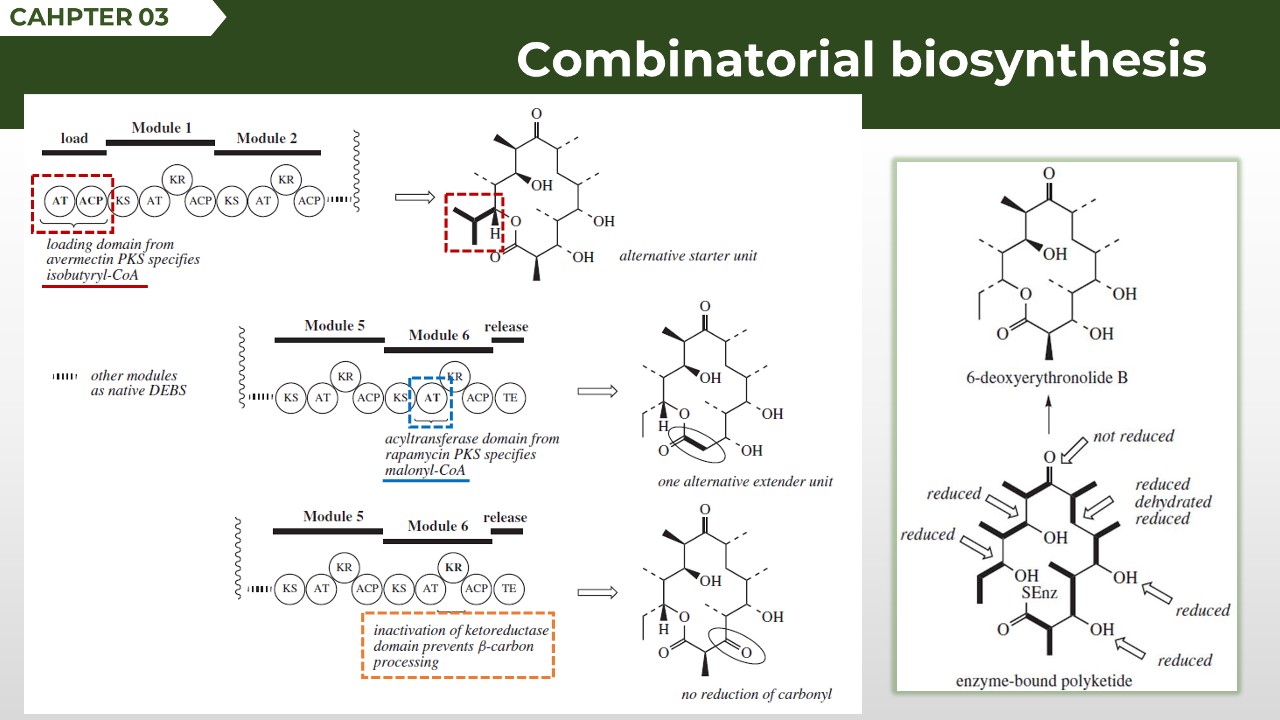 CAHPTER 03
Combinatorial biosynthesis
load
Module 1
Module 2
AT ACP KS AT KR ACP KS AT KR ACP
loading domain from
avermectin PKS specifies
isobutyryl-CoA
O
OH
O
H
OH
O
OH
alternative starter unit
other modules
as native DEBS
Module 5
Module 6
release
KS AT KR ACP KS AT KR ACP TE
acyltransferase domain from
rapamycin PKS specifies
malonyl-CoA
O
OH
O
OH
H
O
OH
one alternative extender unit
Module 5
Module 6
release
KS AT KR ACP KS AT KR ACP TE
inactivation of ketoreductase
domain prevents β-carbon
processing
O
OH
O
OH
H
O
O
no reduction of carbonyl
O
OH
O
OH
O
OH
6-deoxyerythronolide B
not reduced
O
reduced
reduced
dehydrated
reduced
reduced
OH
OH
OH
SEnz
reduced
O
OH
reduced
enzyme-bound polyketide